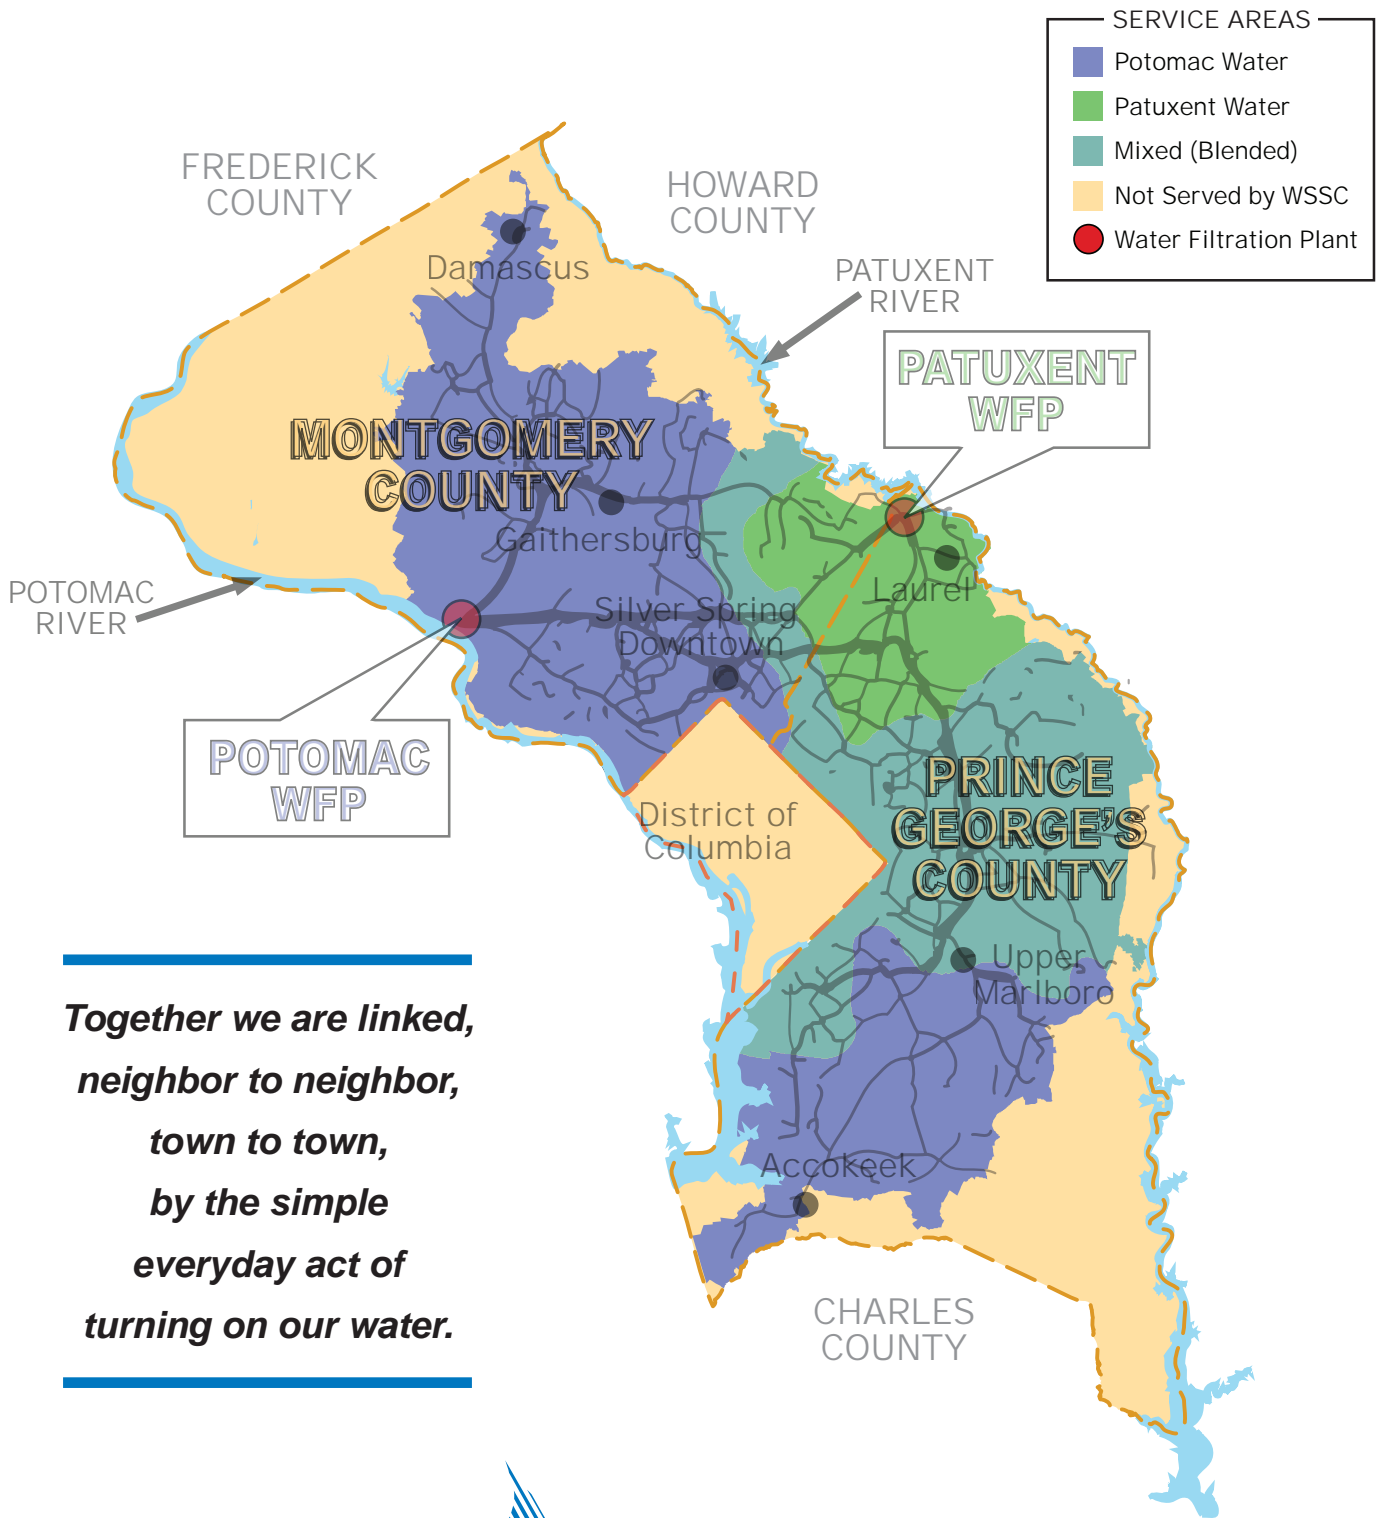 SERVICE AREAS
Potomac Water
Patuxent Water
Mixed (Blended)
Not Served by WSSC
Water Filtration Plant
FREDERICK
COUNTY
HOWARD
COUNTY
PATUXENT
RIVER
Damascus
PATUXENT
WFP
MONTGOMERY
COUNTY
Gaithersburg
Laurel
POTOMAC
RIVER
Silver Spring
Downtown
POTOMAC
WFP
PRINCE
GEORGE'S
COUNTY
District of
Columbia
Upper
Marlboro
Together we are linked,
neighbor to neighbor,
town to town,
by the simple
everyday act of
turning on our water.
Accokeek
CHARLES
COUNTY